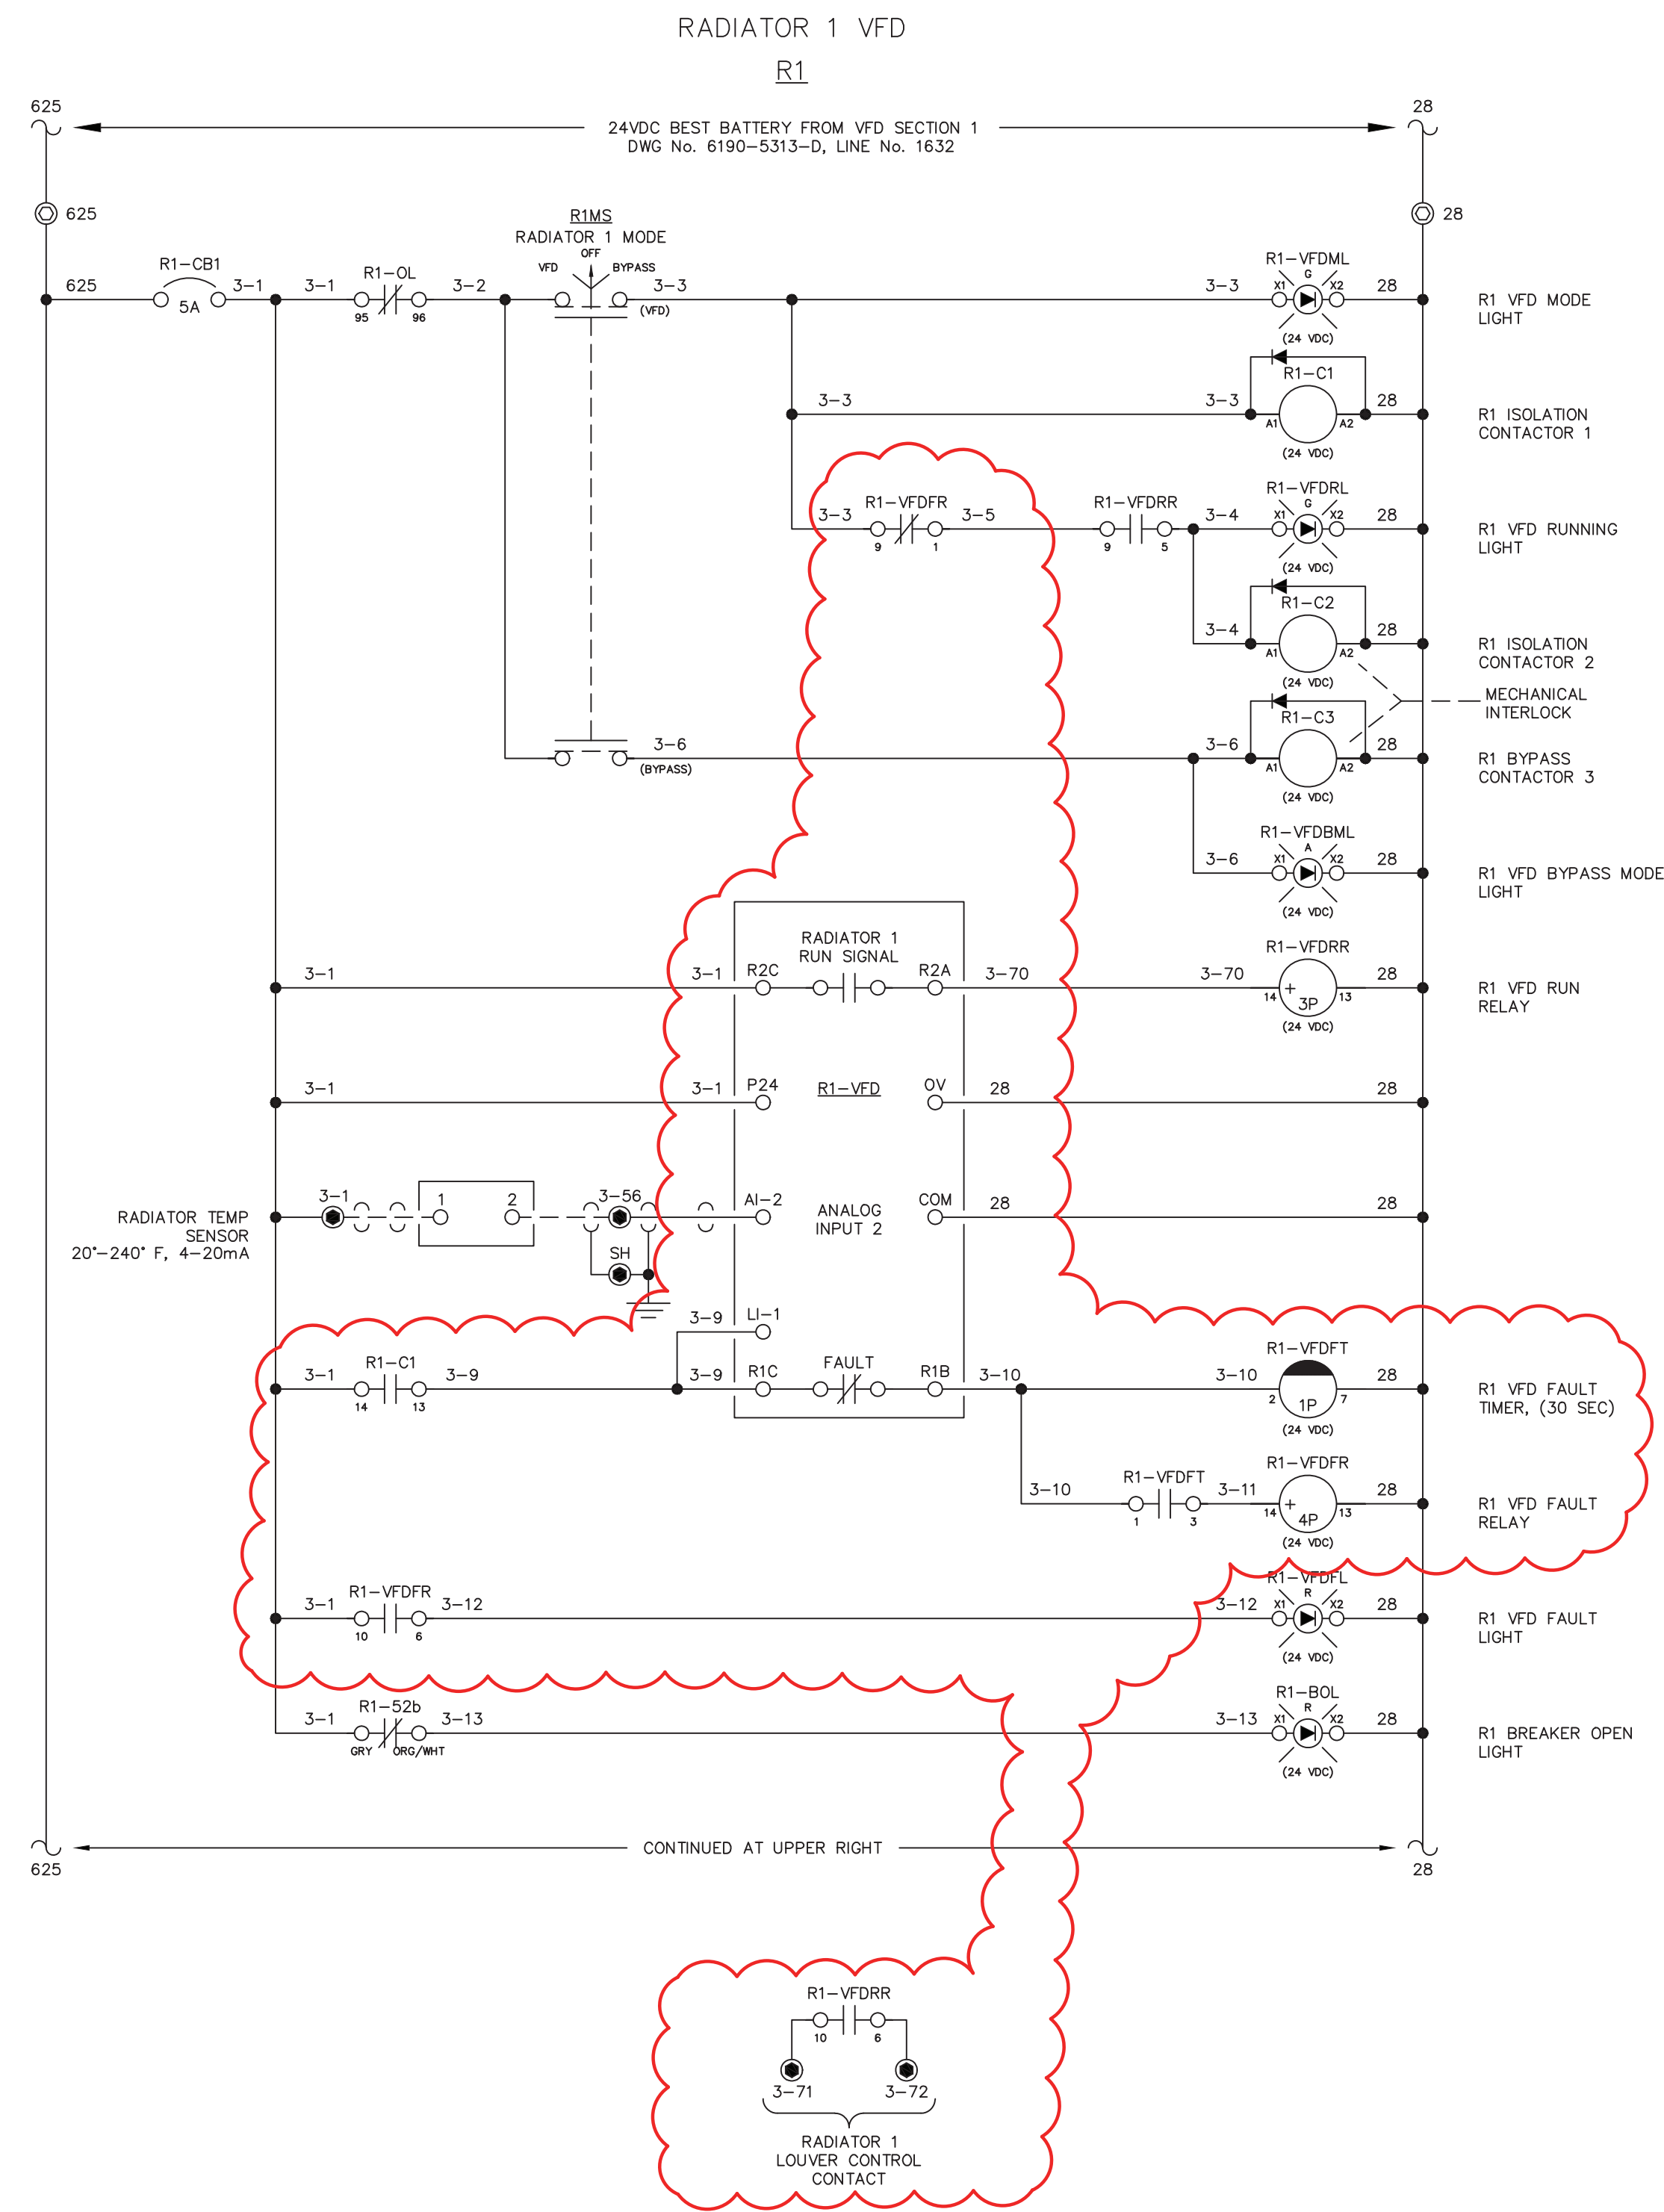 RADIATOR 1 VFD
R1
625
28
24VDC BEST BATTERY FROM VFD SECTION 1
DWG No. 6190-5313-D, LINE No. 1632
625
28
R1MS
RADIATOR 1 MODE
OFF
VFD
BYPASS
625
R1-CB1
5A
3-1
3-1
R1-OL
95
96
3-2
3-3
(VFD)
3-3
R1-VFDML
G
X1
X2
(24 VDC)
28
R1 VFD MODE
LIGHT
3-3
3-3
R1-C1
A1
A2
(24 VDC)
28
R1 ISOLATION
CONTACTOR 1
3-3
R1-VFDFR
9
1
3-5
R1-VFDRR
9
5
3-4
R1-VFDRL
G
X1
X2
(24 VDC)
28
R1 VFD RUNNING
LIGHT
3-4
R1-C2
A1
A2
(24 VDC)
28
R1 ISOLATION
CONTACTOR 2
MECHANICAL
INTERLOCK
3-6
(BYPASS)
3-6
R1-C3
A1
A2
(24 VDC)
28
R1 BYPASS
CONTACTOR 3
3-6
R1-VFDBML
A
X1
X2
(24 VDC)
28
R1 VFD BYPASS MODE
LIGHT
3-1
3-1
R2C
RADIATOR 1
RUN SIGNAL
R2A
3-70
3-70
R1-VFDRR
14
+
3P
13
(24 VDC)
28
R1 VFD RUN
RELAY
3-1
3-1
P24
R1-VFD
OV
28
28
RADIATOR TEMP
SENSOR
20°-240° F, 4-20mA
3-1
1
2
3-56
SH
AI-2
ANALOG
INPUT 2
COM
28
28
3-9
LI-1
3-1
R1-C1
14
13
3-9
3-9
R1C
FAULT
R1B
3-10
3-10
R1-VFDFT
2
1P
7
(24 VDC)
28
R1 VFD FAULT
TIMER, (30 SEC)
3-10
R1-VFDFT
1
3
3-11
R1-VFDFR
14
+
4P
13
(24 VDC)
28
R1 VFD FAULT
RELAY
3-1
R1-VFDFR
10
6
3-12
3-12
R1-VFDFL
R
X1
X2
(24 VDC)
28
R1 VFD FAULT
LIGHT
3-1
R1-52b
GRY
ORG/WHT
3-13
3-13
R1-BOL
R
X1
X2
(24 VDC)
28
R1 BREAKER OPEN
LIGHT
CONTINUED AT UPPER RIGHT
625
28
R1-VFDRR
10
6
3-71
3-72
RADIATOR 1
LOUVER CONTROL
CONTACT